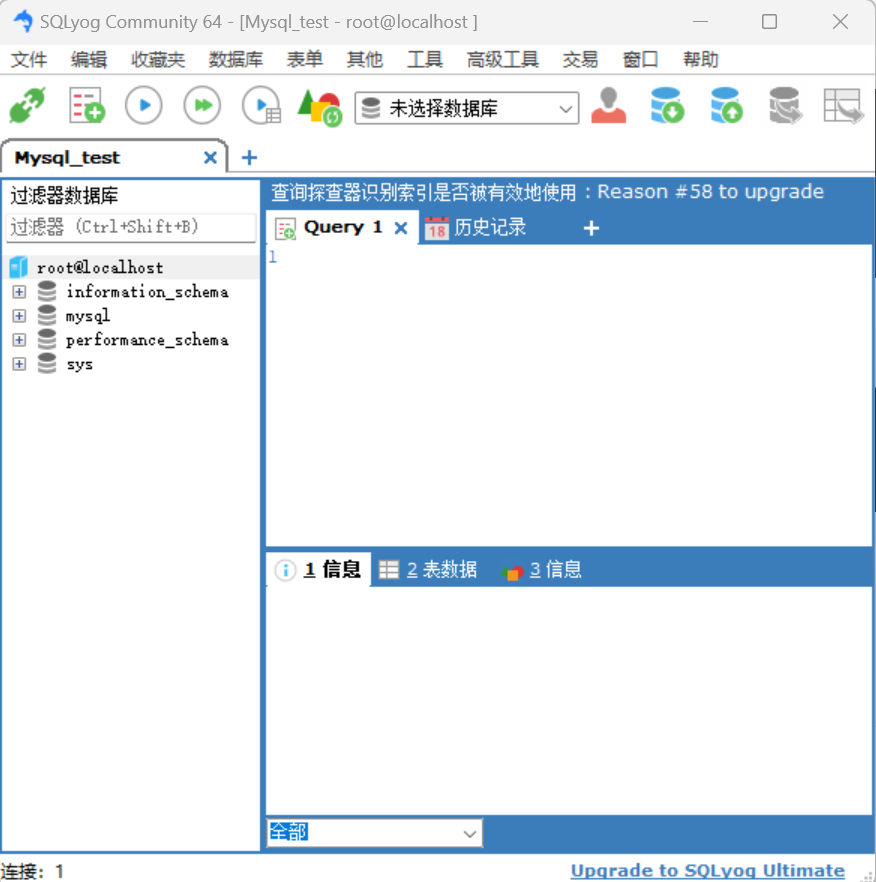 SQLyog Community 64 - [Mysql_test - root@localhost ]
文件 编辑 收藏夹 数据库 表单 其他 工具 高级工具 交易 窗口 帮助
未选择数据库
Mysql_test
过滤器数据库
过滤器 (Ctrl+Shift+B)
root@localhost
information_schema
mysql
performance_schema
sys
查询探查器识别索引是否被有效地使用 : Reason #58 to upgrade
Query 1 18 历史记录
1
1 信息 2 表数据 3 信息
全部
连接: 1
Upgrade to SQLyog Ultimate